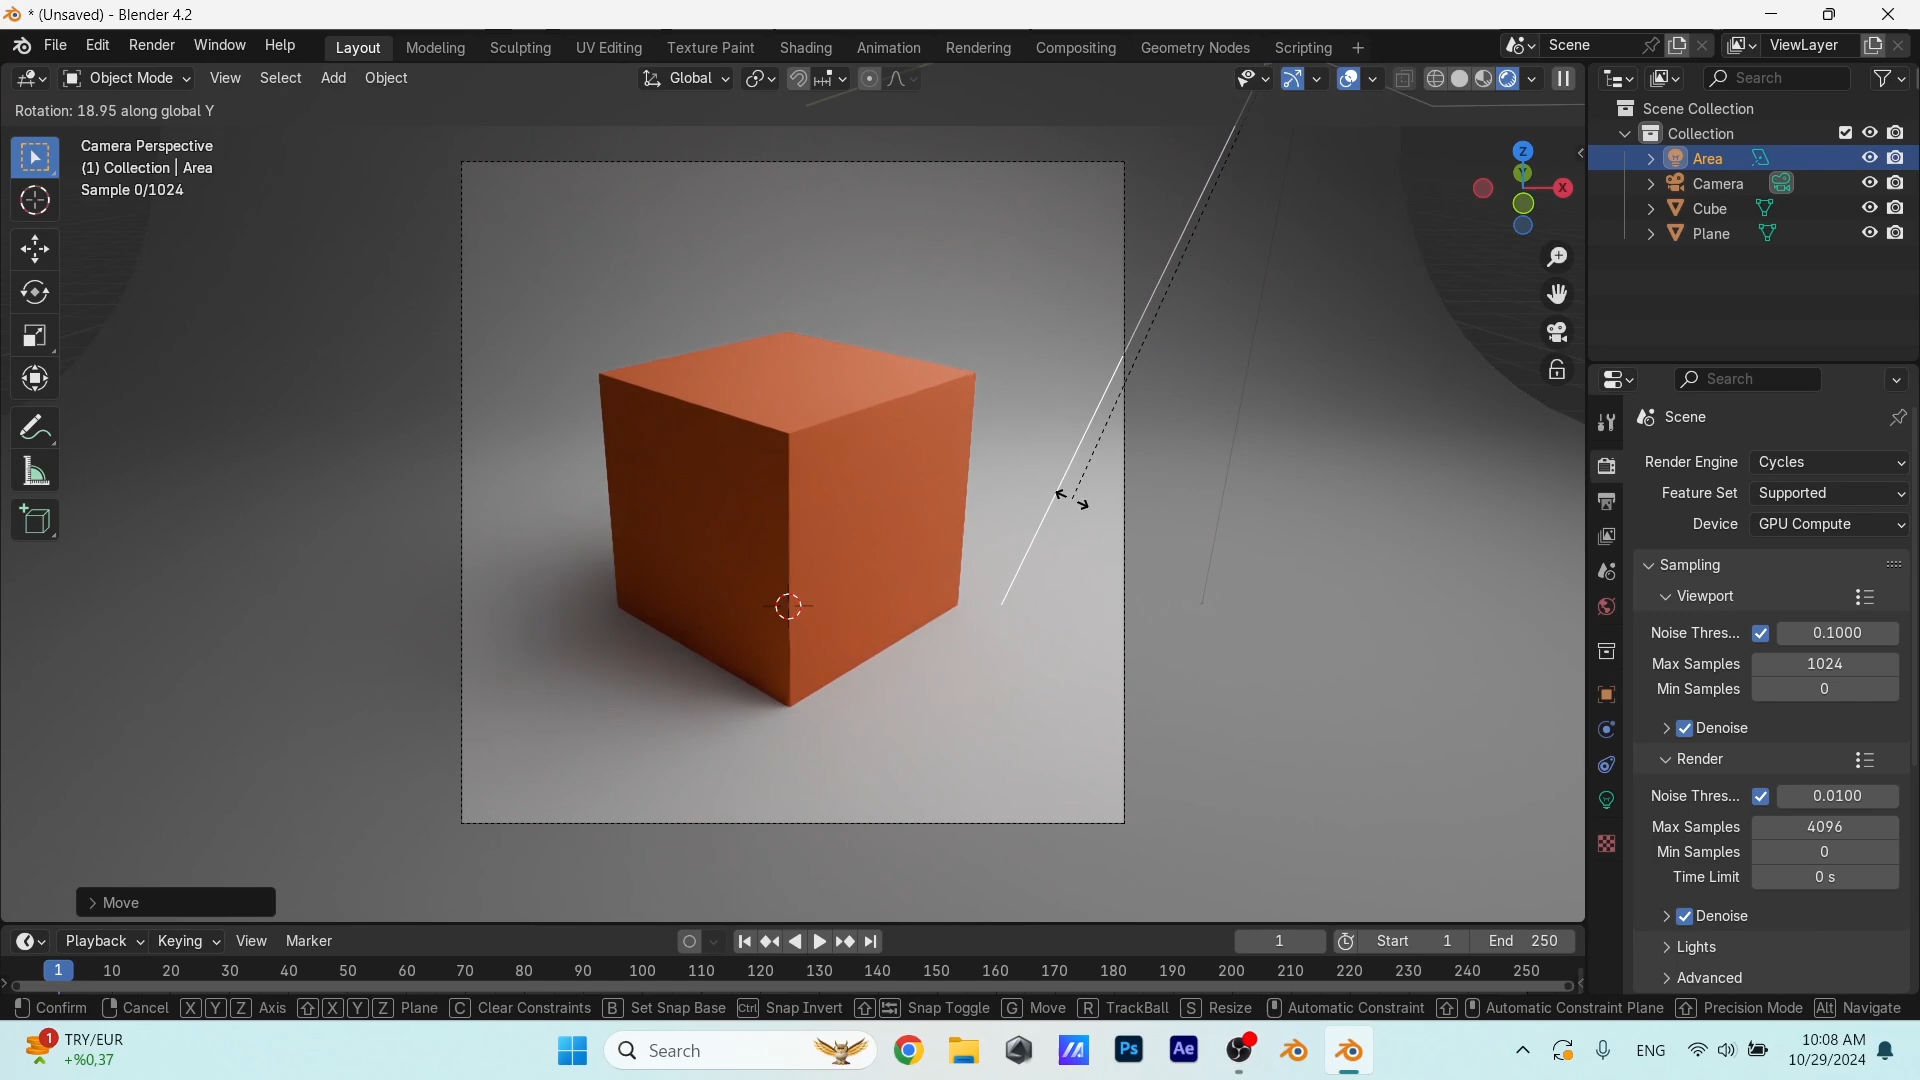 * (Unsaved) - Blender 4.2
File Edit Render Window Help Layout Modeling Sculpting UV Editing Texture Paint Shading Animation Rendering Compositing Geometry Nodes Scripting + Scene ViewLayer
Object Mode View Select Add Object Global Search
Rotation: 18.95 along global Y
Scene Collection
Collection
Camera Perspective
(1) Collection | Area
Sample 0/1024
Area
Camera
Cube
Plane
Z
Y
X
Search
Scene
Render Engine Cycles
Feature Set Supported
Device GPU Compute
Sampling
Viewport
Noise Thres... 0.1000
Max Samples 1024
Min Samples 0
Denoise
Render
Noise Thres... 0.0100
Max Samples 4096
Min Samples 0
Time Limit 0 s
Denoise
Lights
Advanced
Move
Playback Keying View Marker 1 Start 1 End 250
1 10 20 30 40 50 60 70 80 90 100 110 120 130 140 150 160 170 180 190 200 210 220 230 240 250
Confirm Cancel X Y Z Axis X Y Z Plane C Clear Constraints B Set Snap Base Ctrl Snap Invert Snap Toggle G Move R TrackBall S Resize Automatic Constraint Automatic Constraint Plane Precision Mode Alt Navigate
1 TRY/EUR
+%0,37
Search
Ps
Ae
ENG
10:08 AM
10/29/2024